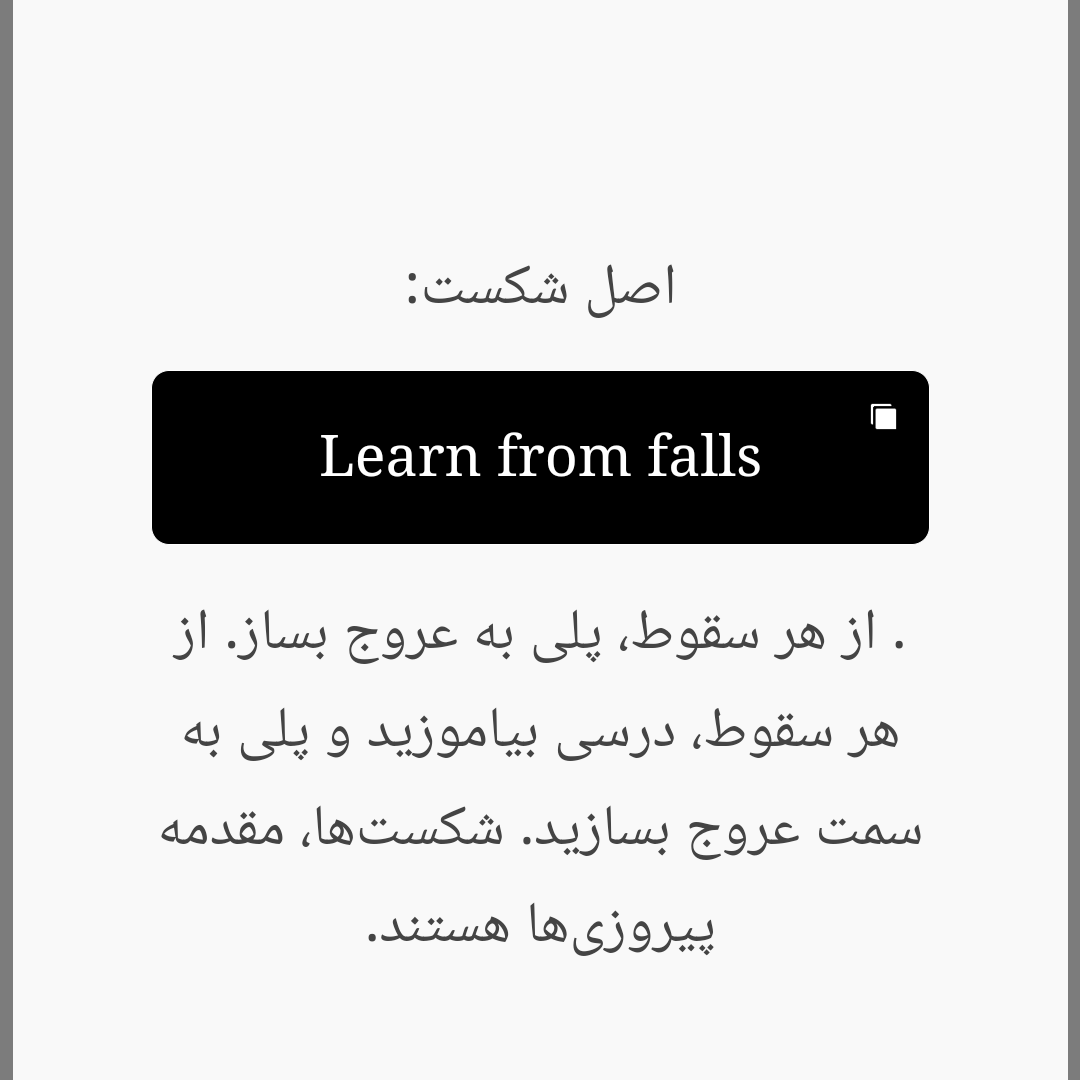 اصل شکست:
Learn from falls
. از هر سقوط، پلی به عروج بساز. از
هر سقوط، درسی بیاموزید و پلی به
سمت عروج بسازید. شکست‌ها، مقدمه
پیروزی‌ها هستند.